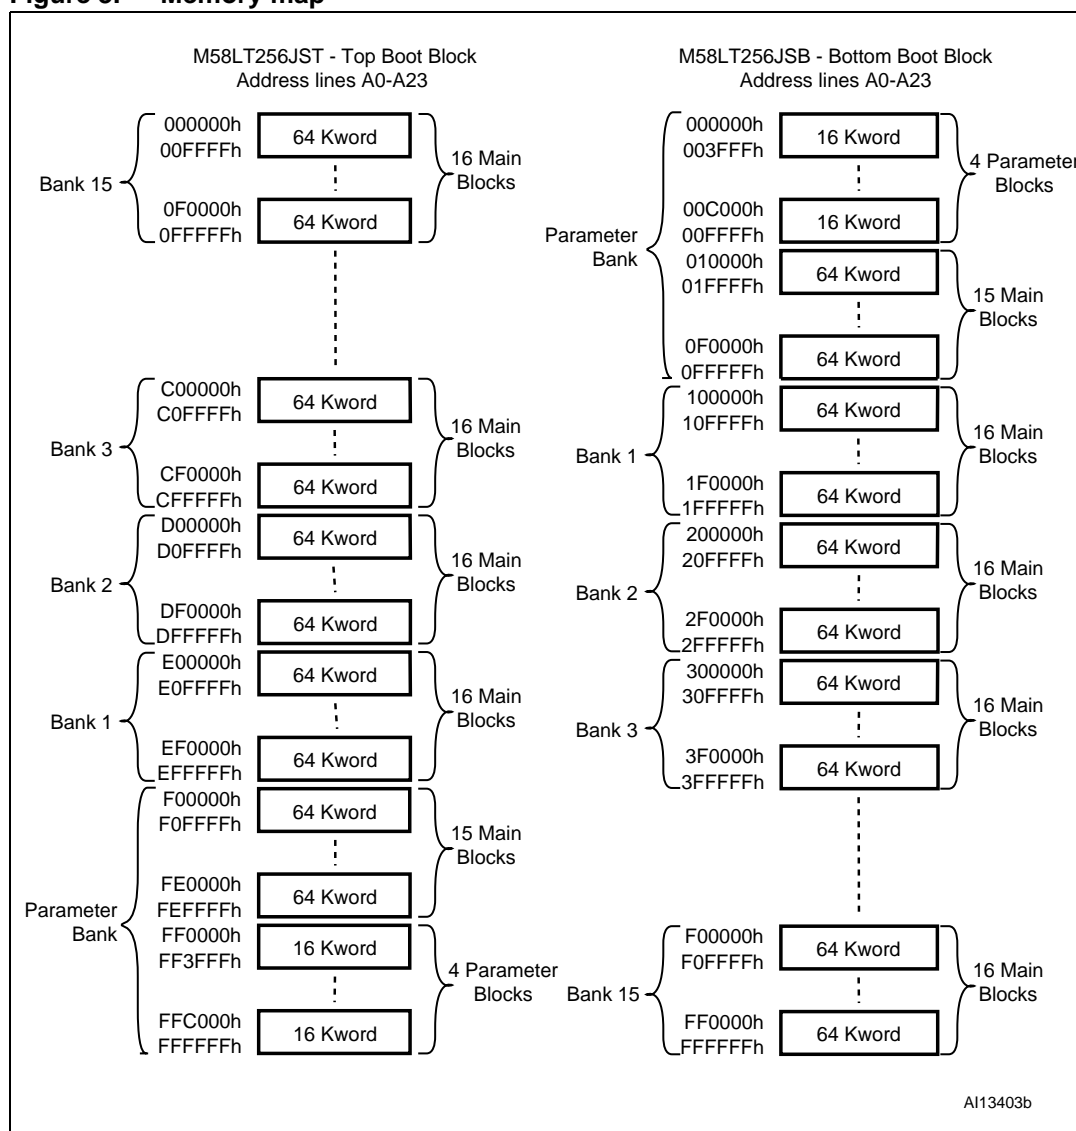 M58LT256JST - Top Boot Block
Address lines A0-A23
000000h
00FFFFh
64 Kword
Bank 15
16 Main
Blocks
0F0000h
0FFFFFh
64 Kword
C00000h
C0FFFFh
64 Kword
Bank 3
16 Main
Blocks
CF0000h
CFFFFFh
64 Kword
D00000h
D0FFFFh
64 Kword
Bank 2
16 Main
Blocks
DF0000h
DFFFFFh
64 Kword
E00000h
E0FFFFh
64 Kword
Bank 1
16 Main
Blocks
EF0000h
EFFFFFh
64 Kword
F00000h
F0FFFFh
64 Kword
15 Main
Blocks
FE0000h
FEFFFFh
64 Kword
Parameter
Bank
FF0000h
FF3FFFh
16 Kword
4 Parameter
Blocks
FFC000h
FFFFFFh
16 Kword
M58LT256JSB - Bottom Boot Block
Address lines A0-A23
000000h
003FFFh
16 Kword
4 Parameter
Blocks
00C000h
00FFFFh
16 Kword
Parameter
Bank
010000h
01FFFFh
64 Kword
15 Main
Blocks
0F0000h
0FFFFFh
64 Kword
100000h
10FFFFh
64 Kword
Bank 1
16 Main
Blocks
1F0000h
1FFFFFh
64 Kword
200000h
20FFFFh
64 Kword
Bank 2
16 Main
Blocks
2F0000h
2FFFFFh
64 Kword
300000h
30FFFFh
64 Kword
Bank 3
16 Main
Blocks
3F0000h
3FFFFFh
64 Kword
F00000h
F0FFFFh
64 Kword
Bank 15
16 Main
Blocks
FF0000h
FFFFFFh
64 Kword
AI13403b